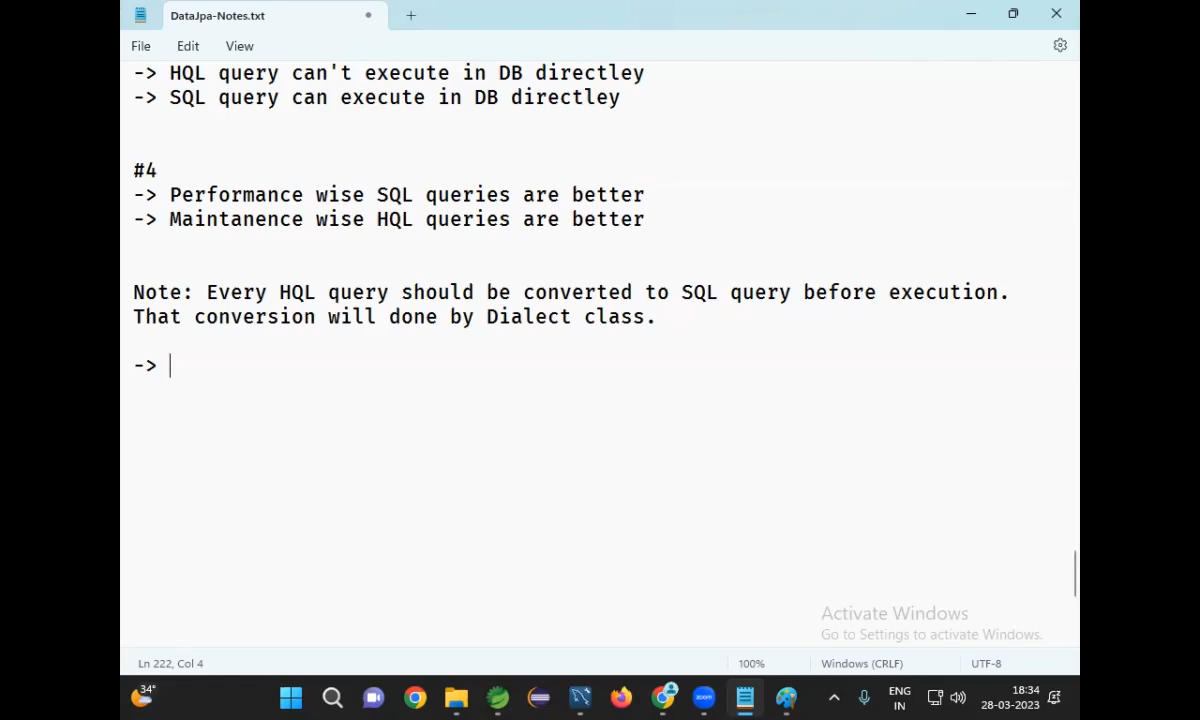 DataJpa-Notes.txt
File Edit View
-> HQL query can't execute in DB directley
-> SQL query can execute in DB directley
#4
-> Performance wise SQL queries are better
-> Maintanence wise HQL queries are better
Note: Every HQL query should be converted to SQL query before execution.
That conversion will done by Dialect class.
->
Activate Windows
Go to Settings to activate Windows.
Ln 222, Col 4 100% Windows (CRLF) UTF-8
34°
zoom
ENG
IN
18:34
28-03-2023